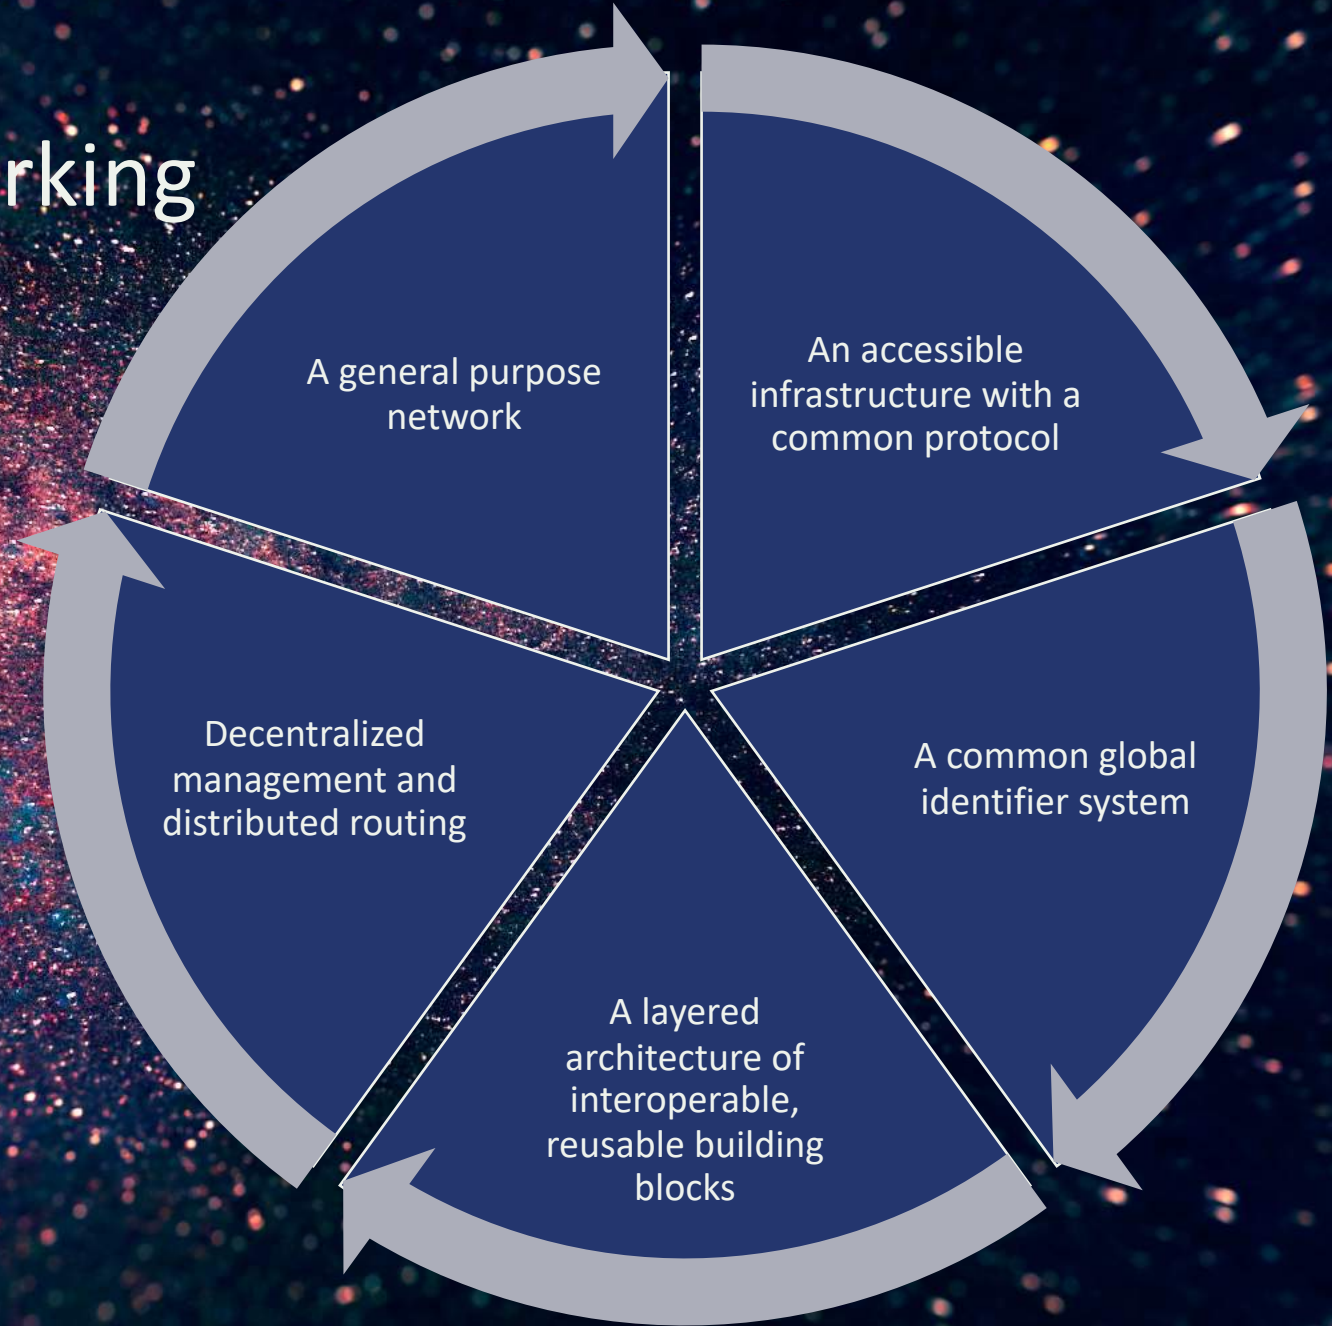 rking
An accessible
infrastructure with a
common protocol
A common global
identifier system
A layered
architecture of
interoperable,
reusable building
blocks
Decentralized
management and
distributed routing
A general purpose
network